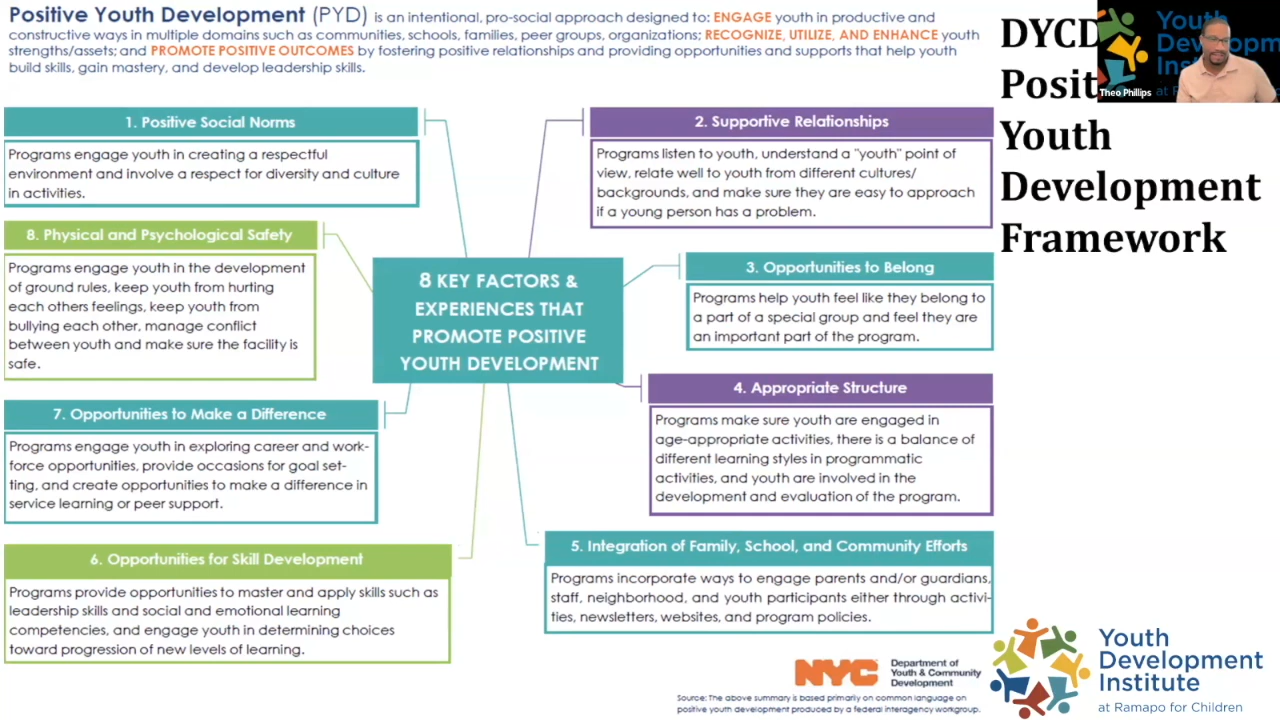 Positive Youth Development (PYD) is an intentional, pro-social approach designed to: ENGAGE youth in productive and
constructive ways in multiple domains such as communities, schools, families, peer groups, organizations; RECOGNIZE, UTILIZE, AND ENHANCE youth
strengths/assets; and PROMOTE POSITIVE OUTCOMES by fostering positive relationships and providing opportunities and supports that help youth
build skills, gain mastery, and develop leadership skills.
DYCD
Posit
Youth
Development
Framework
Youth
Developm
Inst
at R
Theo Phillips
1. Positive Social Norms
Programs engage youth in creating a respectful
environment and involve a respect for diversity and culture
in activities.
2. Supportive Relationships
Programs listen to youth, understand a "youth" point of
view, relate well to youth from different cultures/
backgrounds, and make sure they are easy to approach
if a young person has a problem.
8. Physical and Psychological Safety
Programs engage youth in the development
of ground rules, keep youth from hurting
each others feelings, keep youth from
bullying each other, manage conflict
between youth and make sure the facility is
safe.
8 KEY FACTORS &
EXPERIENCES THAT
PROMOTE POSITIVE
YOUTH DEVELOPMENT
3. Opportunities to Belong
Programs help youth feel like they belong to
a part of a special group and feel they are
an important part of the program.
4. Appropriate Structure
Programs make sure youth are engaged in
age-appropriate activities, there is a balance of
different learning styles in programmatic
activities, and youth are involved in the
development and evaluation of the program.
7. Opportunities to Make a Difference
Programs engage youth in exploring career and work-
force opportunities, provide occasions for goal set-
ting, and create opportunities to make a difference in
service learning or peer support.
6. Opportunities for Skill Development
Programs provide opportunities to master and apply skills such as
leadership skills and social and emotional learning
competencies, and engage youth in determining choices
toward progression of new levels of learning.
5. Integration of Family, School, and Community Efforts
Programs incorporate ways to engage parents and/or guardians,
staff, neighborhood, and youth participants either through activi-
ties, newsletters, websites, and program policies.
NYC
Department of
Youth & Community
Development
Source: The above summary is based primarily on common language on
positive youth development produced by a federal interagency workgroup.
Youth
Development
Institute
at Ramapo for Children